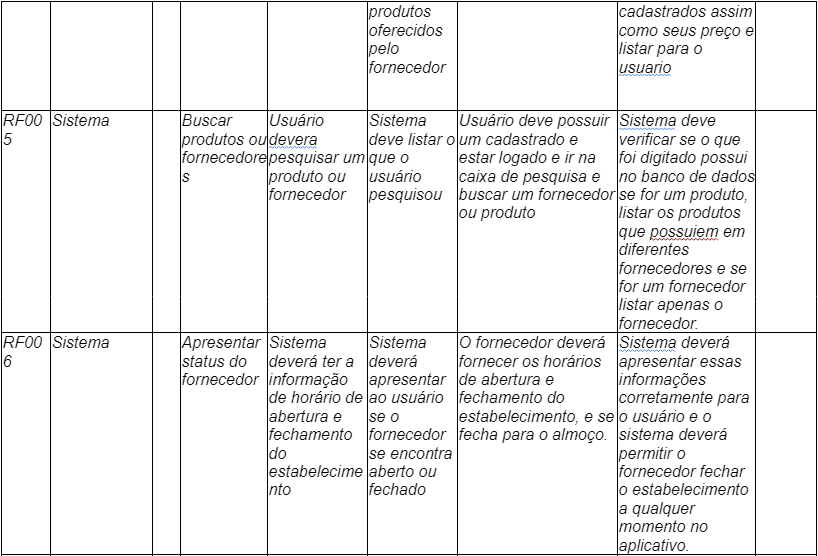 produtos
oferecidos
pelo
fornecedor
cadastrados assim
como seus preço e
listar para o
usuario
RF00
5
Sistema
Buscar
produtos ou
fornecedore
s
Usuário
devera
pesquisar um
produto ou
fornecedor
Sistema
deve listar o
que o
usuário
pesquisou
Usuário deve possuir
um cadastrado e
estar logado e ir na
caixa de pesquisa e
buscar um fornecedor
ou produto
Sistema deve
verificar se o que
foi digitado possui
no banco de dados
se for um produto,
listar os produtos
que possuiem em
diferentes
fornecedores e se
for um fornecedor
listar apenas o
fornecedor.
RF00
6
Sistema
Apresentar
status do
fornecedor
Sistema
deverá ter a
informação
de horário de
abertura e
fechamento
do
estabelecime
nto
Sistema
deverá
apresentar
ao usuário
se o
fornecedor
se encontra
aberto ou
fechado
O fornecedor deverá
fornecer os horários
de abertura e
fechamento do
estabelecimento, e se
fecha para o almoço.
Sistema deverá
apresentar essas
informações
corretamente para
o usuário e o
sistema deverá
permitir o
fornecedor fechar
o estabelecimento
a qualquer
momento no
aplicativo.